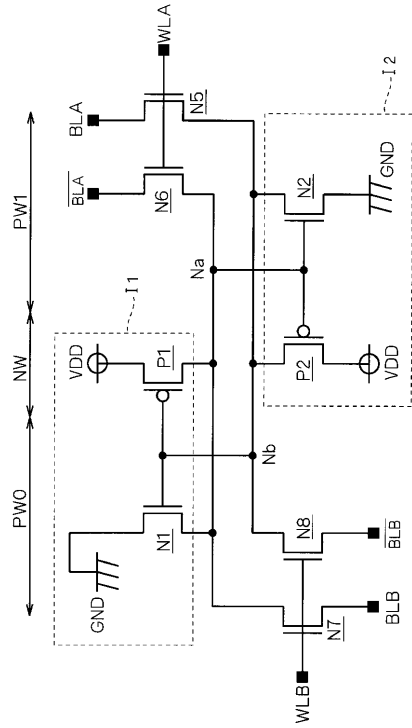 PW0
NW
PW1
I1
VDD
GND
N1
P1
BLA
BLA
WLA
N6
N5
Na
Nb
I2
P2
N2
VDD
GND
N7
N8
WLB
BLB
BLB